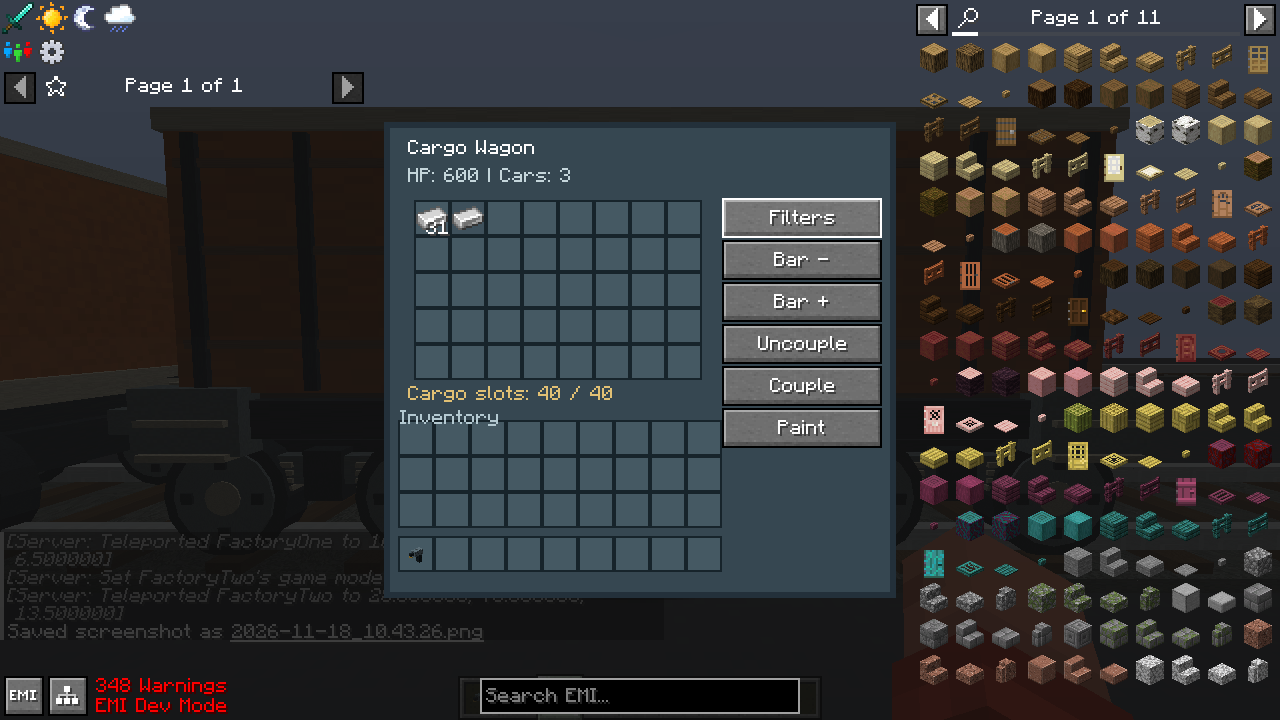 Page 1 of 11
Page 1 of 1
Cargo Wagon
HP: 600 | Cars: 3
31
Filters
Bar -
Bar +
Uncouple
Couple
Paint
Cargo slots: 40 / 40
Inventory
[Server: Teleported FactoryOne to
6.500000]
[Server: Set FactoryTwo's game mode
[Server: Teleported FactoryTwo to
13.500000]
Saved screenshot as 2026-11-18_10.43.26.png
EMI
348 Warnings
EMI Dev Mode
Search EMI...